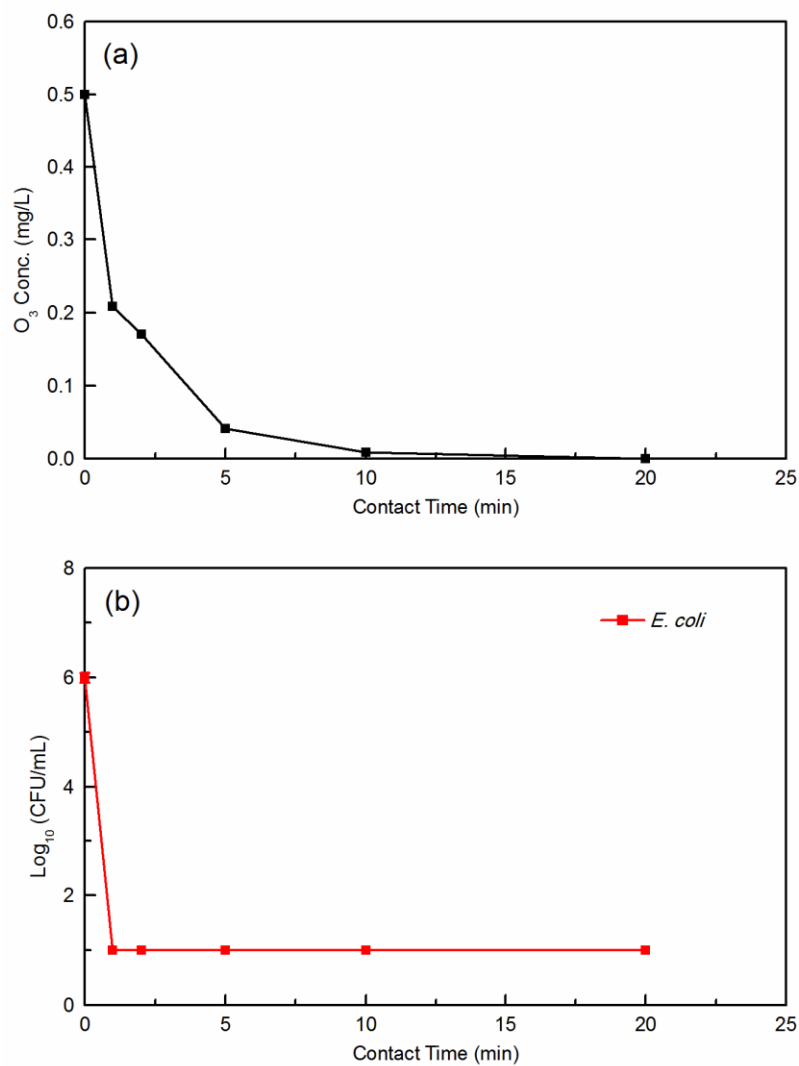 (a)
0.6
0.5
0.4
0.3
0.2
0.1
0.0
O₃ Conc. (mg/L)
0 5 10 15 20 25
Contact Time (min)
(b)
E. coli
8
6
4
2
0
Log₁₀ (CFU/mL)
0 5 10 15 20 25
Contact Time (min)